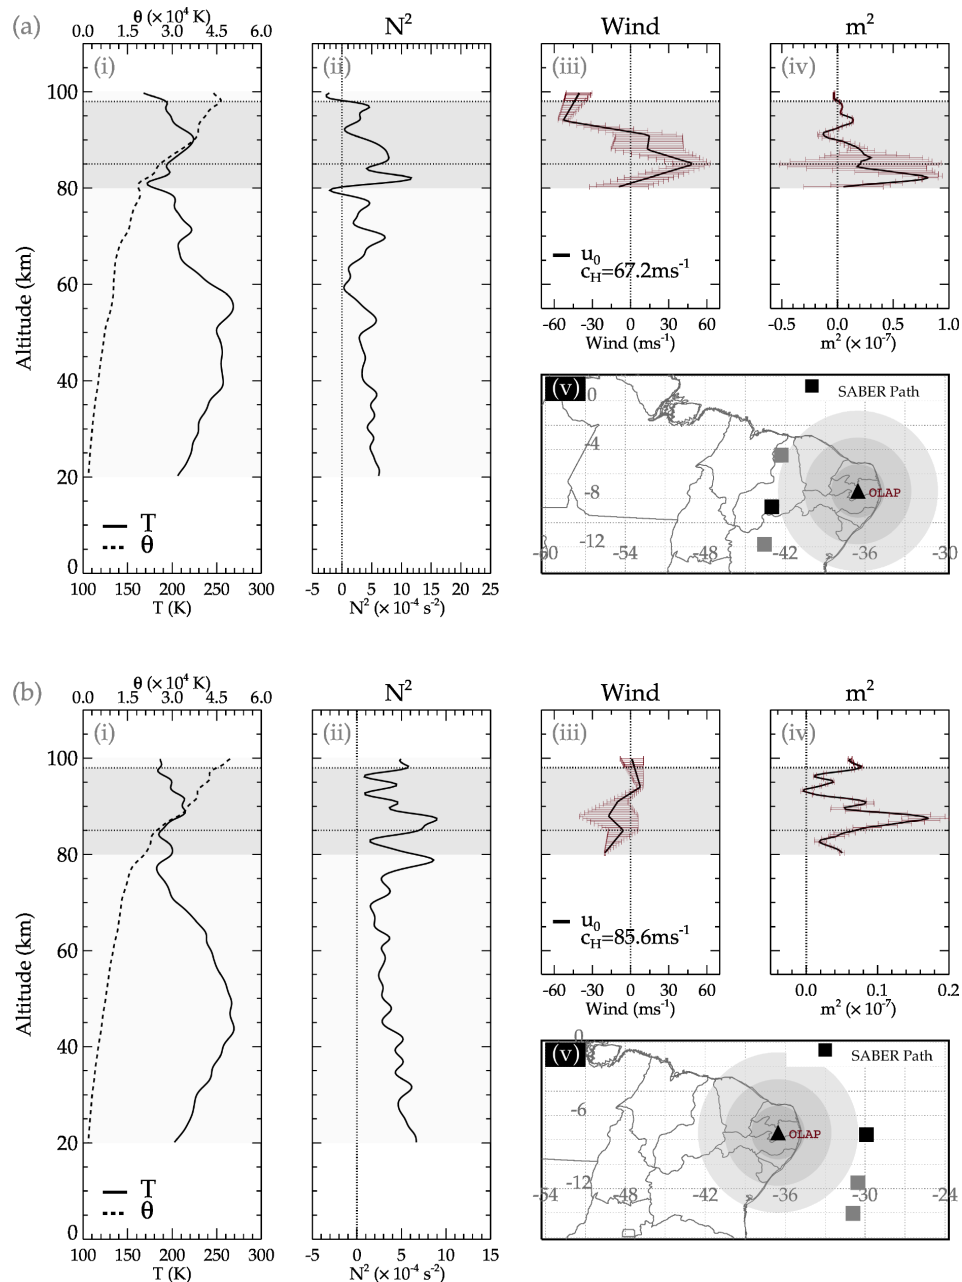 (a)
θ (× 10⁴ K)
0.0 1.5 3.0 4.5 6.0
N²
Wind
m²
(i)
(ii)
(iii)
(iv)
100
80
60
40
20
0
Altitude (km)
T
θ
100 150 200 250 300
T (K)
-5 0 5 10 15 20 25
N² (× 10⁻⁴ s⁻²)
u₀
c_H=67.2ms⁻¹
-60 -30 0 30 60
Wind (ms⁻¹)
-0.5 0.0 0.5 1.0
m² (× 10⁻⁷)
(v)
0
SABER Path
-4
-8
OLAP
-12
-60 -54 -48 -42 -36 -30
(b)
θ (× 10⁴ K)
0.0 1.5 3.0 4.5 6.0
N²
Wind
m²
(i)
(ii)
(iii)
(iv)
100
80
60
40
20
0
Altitude (km)
T
θ
100 150 200 250 300
T (K)
-5 0 5 10 15
N² (× 10⁻⁴ s⁻²)
u₀
c_H=85.6ms⁻¹
-60 -30 0 30 60
Wind (ms⁻¹)
0.0 0.1 0.2
m² (× 10⁻⁷)
0
(v)
SABER Path
-6
OLAP
-12
-54 -48 -42 -36 -30 -24